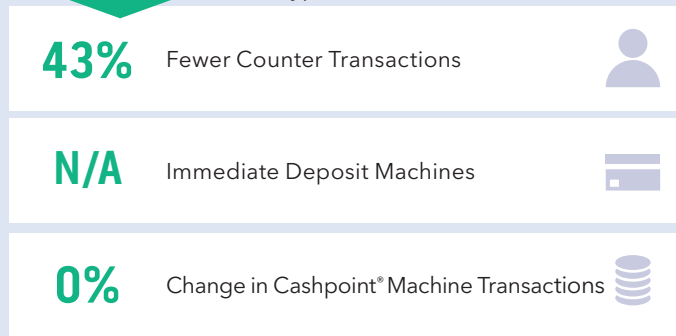 43% Fewer Counter Transactions
N/A Immediate Deposit Machines
0% Change in Cashpoint® Machine Transactions